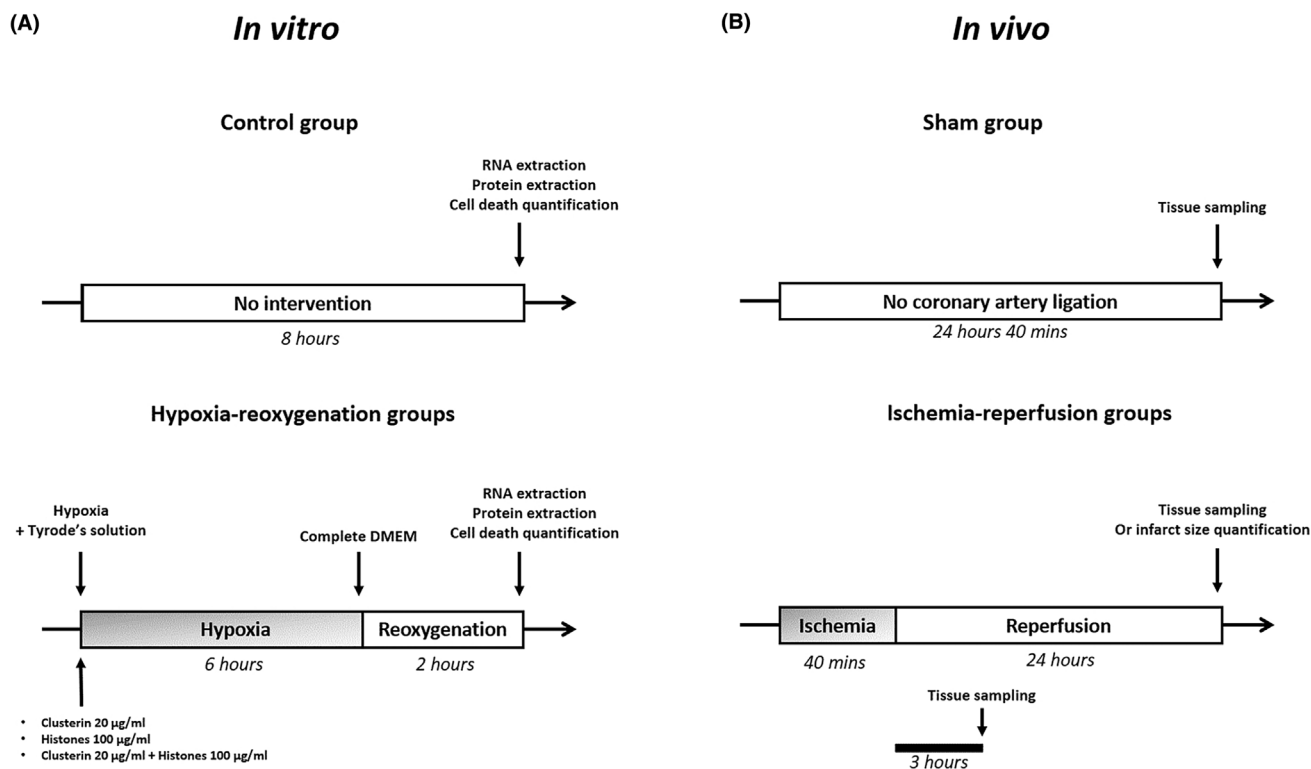 (A)
In vitro
Control group
RNA extraction
Protein extraction
Cell death quantification
No intervention
8 hours
Hypoxia-reoxygenation groups
Hypoxia
+ Tyrode's solution
Complete DMEM
RNA extraction
Protein extraction
Cell death quantification
Hypoxia
Reoxygenation
6 hours
2 hours
• Clusterin 20 µg/ml
• Histones 100 µg/ml
• Clusterin 20 µg/ml + Histones 100 µg/ml
(B)
In vivo
Sham group
Tissue sampling
No coronary artery ligation
24 hours 40 mins
Ischemia-reperfusion groups
Tissue sampling
Or infarct size quantification
Ischemia
Reperfusion
40 mins
24 hours
Tissue sampling
3 hours